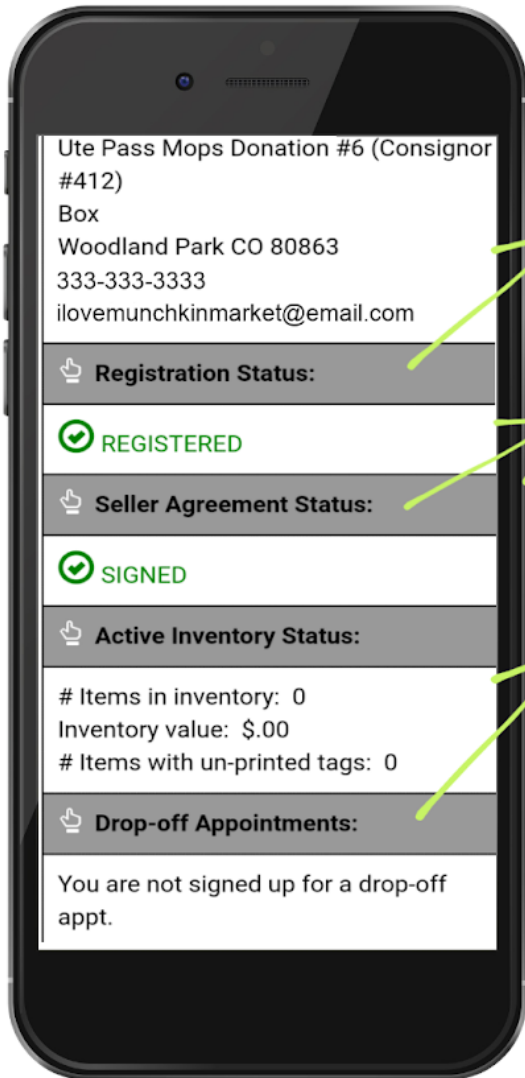 Ute Pass Mops Donation #6 (Consignor
#412)
Box
Woodland Park CO 80863
333-333-3333
ilovemunchkinmarket@email.com
Registration Status:
REGISTERED
Seller Agreement Status:
SIGNED
Active Inventory Status:
# Items in inventory: 0
Inventory value: $.00
# Items with un-printed tags: 0
Drop-off Appointments:
You are not signed up for a drop-off
appt.